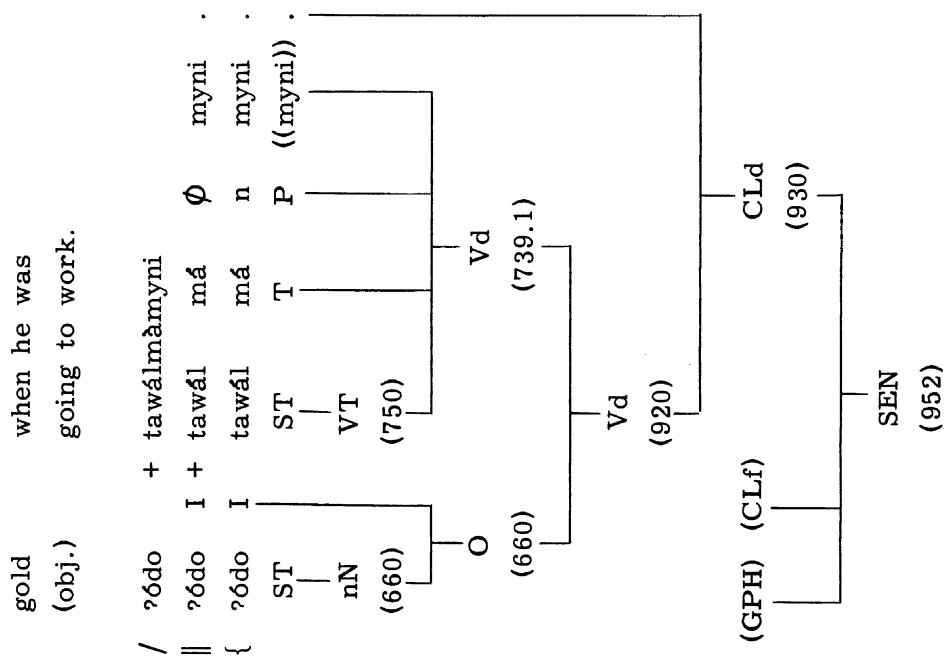 gold when he was
(obj.) going to work.
/ ʔódo + tawálmàmyni
‖ ʔódo I + tawál má ϕ myni .
{ ʔódo I tawál má n myni .
ST ST T P ((myni)) .
nN VT
(660) (750)
O Vd
(660) (739.1)
Vd
(920)
(GPH) (CLf) CLd
(930)
SEN
(952)